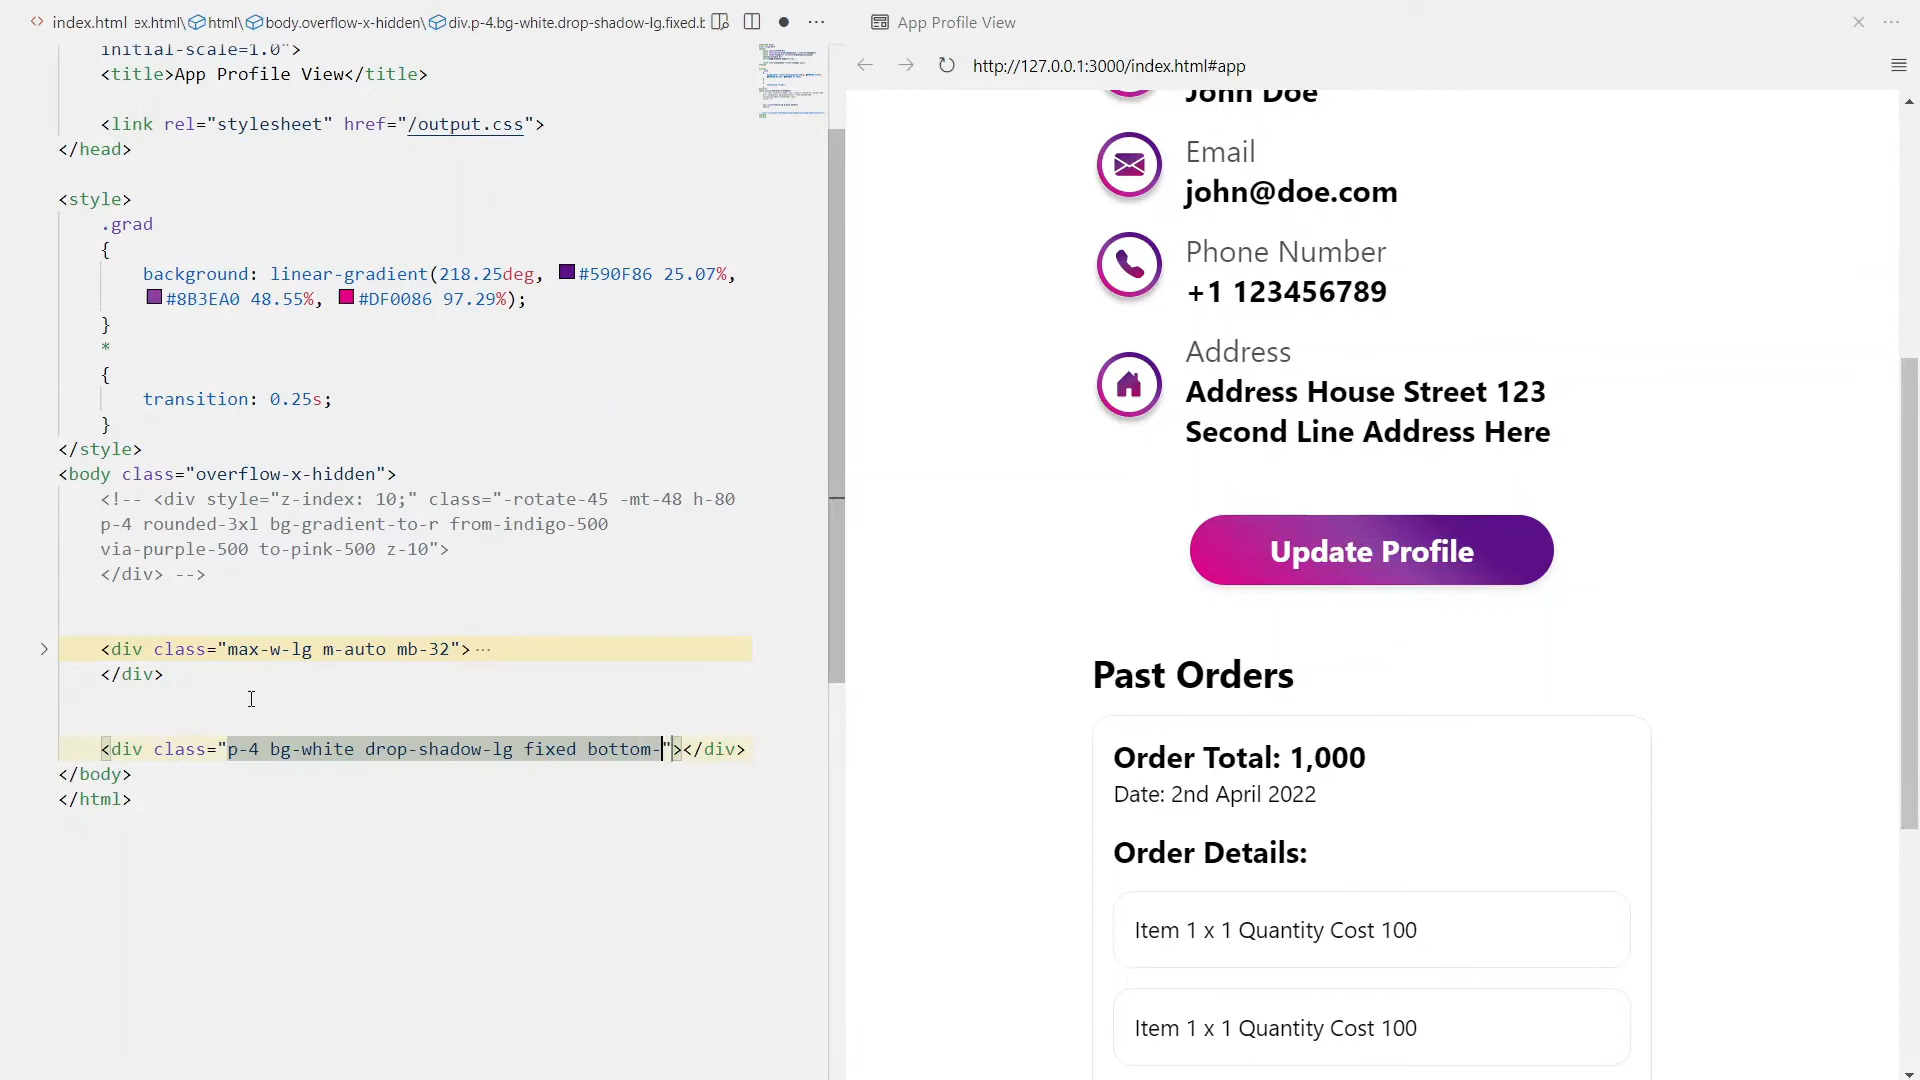 index.html ex.html\ html\ body.overflow-x-hidden\ div.p-4.bg-white.drop-shadow-lg.fixed.b
initial-scale=1.0">
<title>App Profile View</title>
<link rel="stylesheet" href="/output.css">
</head>
<style>
.grad
{
background: linear-gradient(218.25deg, #590F86 25.07%,
#8B3EA0 48.55%, #DF0086 97.29%);
}
*
{
transition: 0.25s;
}
</style>
<body class="overflow-x-hidden">
<!-- <div style="z-index: 10;" class="-rotate-45 -mt-48 h-80
p-4 rounded-3xl bg-gradient-to-r from-indigo-500
via-purple-500 to-pink-500 z-10">
</div> -->
<div class="max-w-lg m-auto mb-32"> ···
</div>
<div class="p-4 bg-white drop-shadow-lg fixed bottom-"></div>
</body>
</html>
App Profile View
http://127.0.0.1:3000/index.html#app
John Doe
Email
john@doe.com
Phone Number
+1 123456789
Address
Address House Street 123
Second Line Address Here
Update Profile
Past Orders
Order Total: 1,000
Date: 2nd April 2022
Order Details:
Item 1 x 1 Quantity Cost 100
Item 1 x 1 Quantity Cost 100